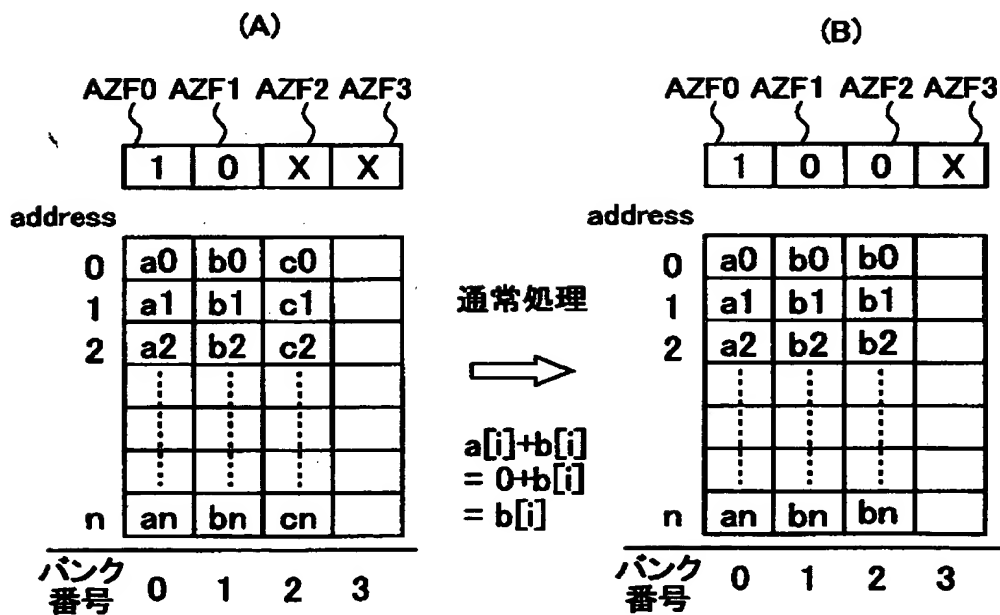 (A)
AZF0 AZF1 AZF2 AZF3
1 0 X X
address
0 a0 b0 c0
1 a1 b1 c1
2 a2 b2 c2
n an bn cn
バンク
番号 0 1 2 3
通常処理
a[i]+b[i]
= 0+b[i]
= b[i]
(B)
AZF0 AZF1 AZF2 AZF3
1 0 0 X
address
0 a0 b0 b0
1 a1 b1 b1
2 a2 b2 b2
n an bn bn
バンク
番号 0 1 2 3